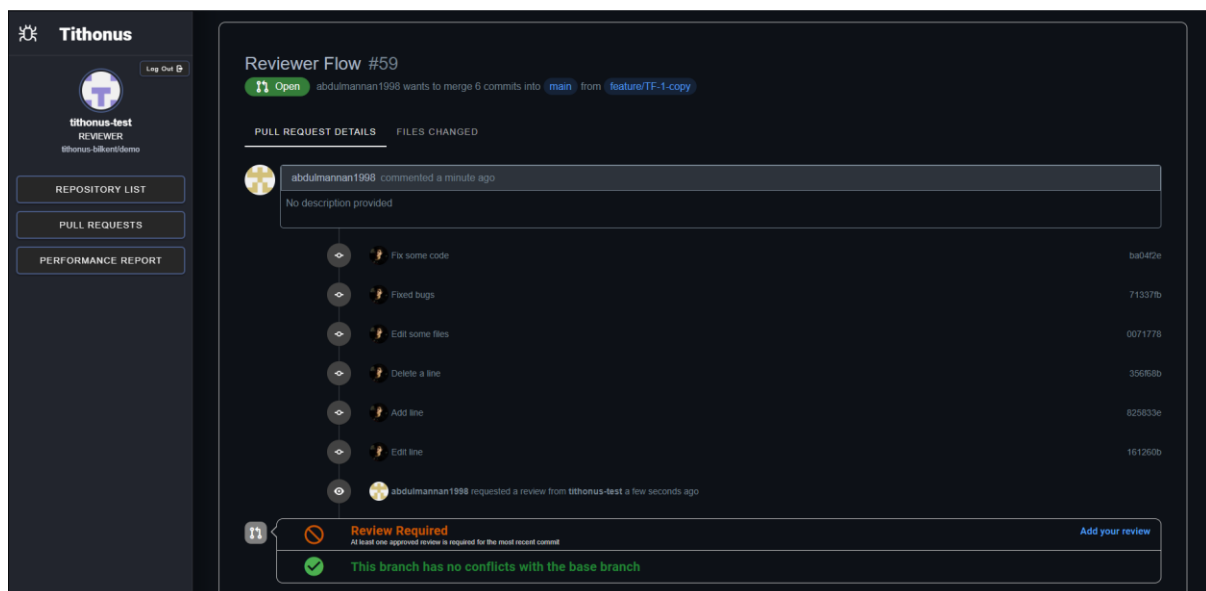 Tithonus
Log Out
tithonus-test
REVIEWER
tithonus-bilkent/demo
REPOSITORY LIST
PULL REQUESTS
PERFORMANCE REPORT
Reviewer Flow #59
Open abdulmannan1998 wants to merge 6 commits into main from feature/TF-1-copy
PULL REQUEST DETAILS FILES CHANGED
abdulmannan1998 commented a minute ago
No description provided
Fix some code ba04f2e
Fixed bugs 71337fb
Edit some files 0071778
Delete a line 356f68b
Add line 825833e
Edit line 161260b
abdulmannan1998 requested a review from tithonus-test a few seconds ago
Review Required Add your review
At least one approved review is required for the most recent commit
This branch has no conflicts with the base branch